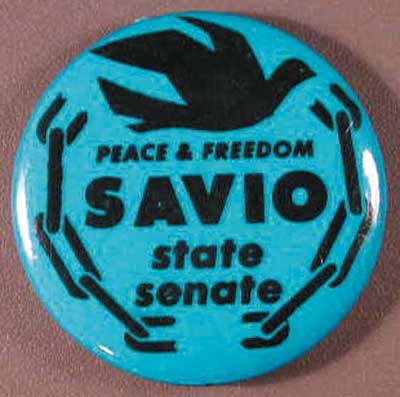 PEACE & FREEDOM
SAVIO
state
senate